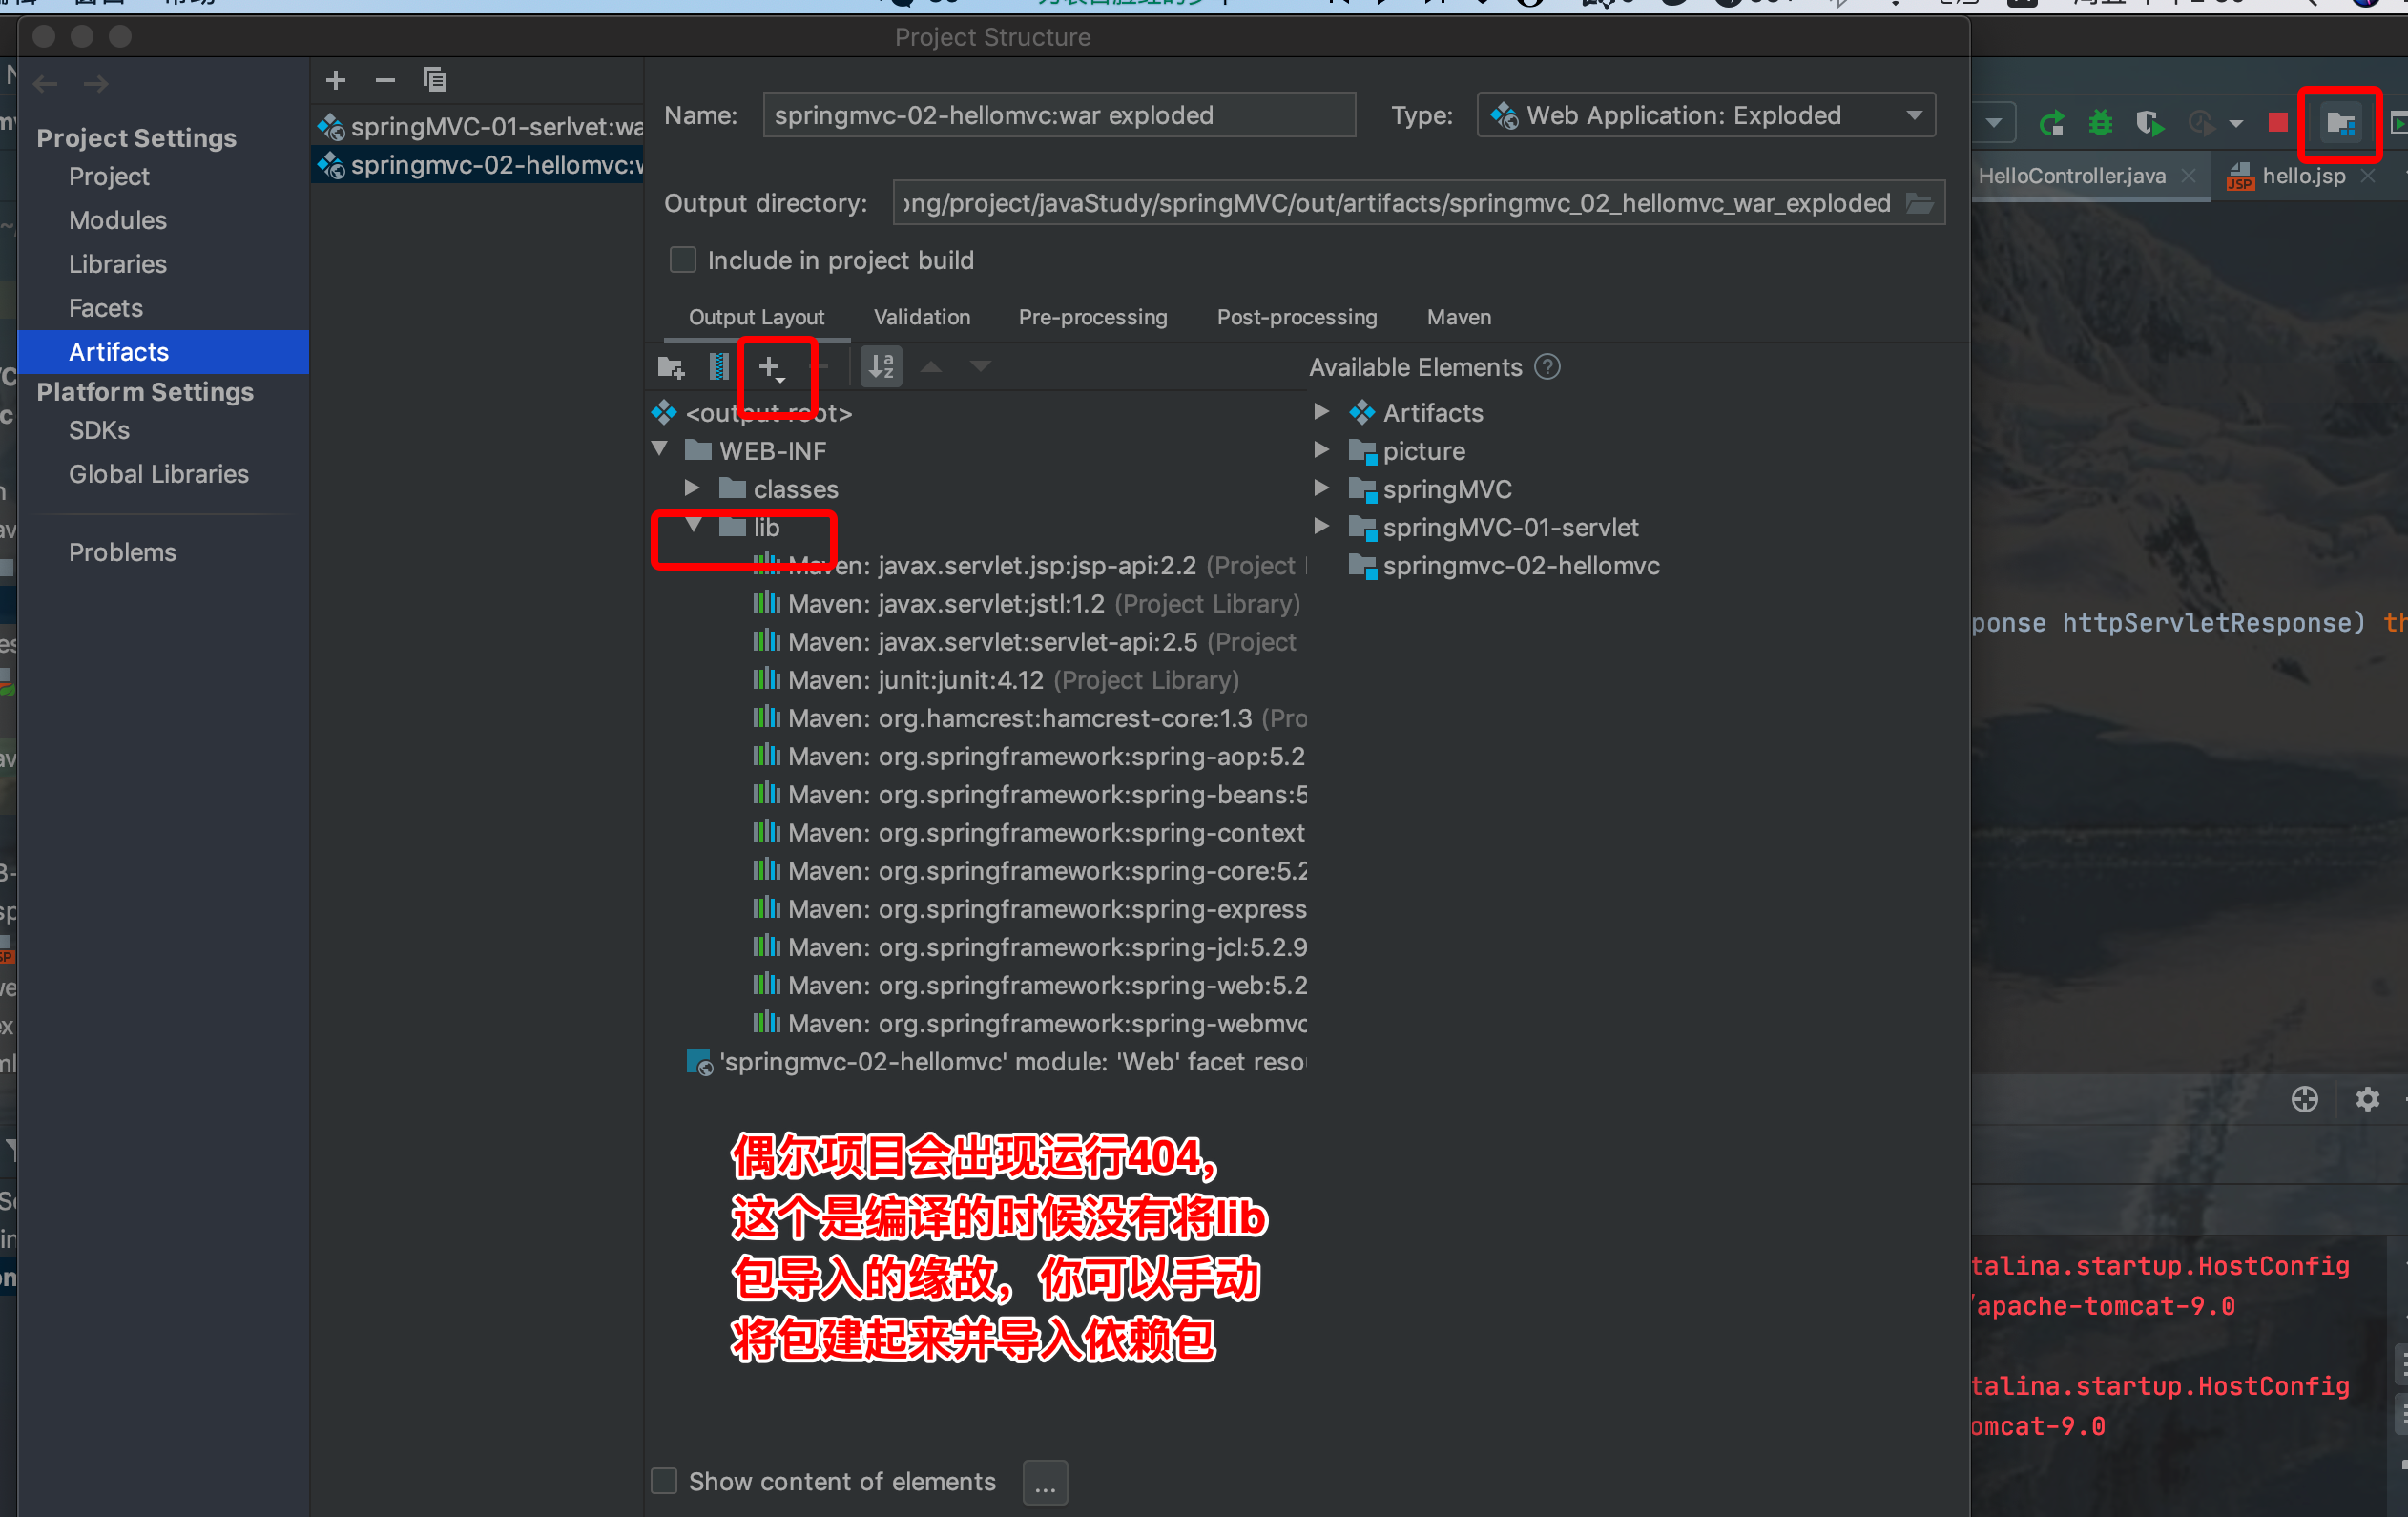 Project Structure
Project Settings
Project
Modules
Libraries
Facets
Artifacts
Platform Settings
SDKs
Global Libraries
Problems
springMVC-01-serlvet:wa
springmvc-02-hellomvc:w
Name:
springmvc-02-hellomvc:war exploded
Type:
Web Application: Exploded
Output directory:
ong/project/javaStudy/springMVC/out/artifacts/springmvc_02_hellomvc_war_exploded
Include in project build
Output Layout
Validation
Pre-processing
Post-processing
Maven
<output root>
WEB-INF
classes
lib
Maven: javax.servlet.jsp:jsp-api:2.2 (Project
Maven: javax.servlet:jstl:1.2 (Project Library)
Maven: javax.servlet:servlet-api:2.5 (Project
Maven: junit:junit:4.12 (Project Library)
Maven: org.hamcrest:hamcrest-core:1.3 (Pro
Maven: org.springframework:spring-aop:5.2
Maven: org.springframework:spring-beans:5
Maven: org.springframework:spring-context
Maven: org.springframework:spring-core:5.2
Maven: org.springframework:spring-express
Maven: org.springframework:spring-jcl:5.2.9
Maven: org.springframework:spring-web:5.2
Maven: org.springframework:spring-webmvc
'springmvc-02-hellomvc' module: 'Web' facet reso
Available Elements
Artifacts
picture
springMVC
springMVC-01-servlet
springmvc-02-hellomvc
偶尔项目会出现运行404,
这个是编译的时候没有将lib
包导入的缘故，你可以手动
将包建起来并导入依赖包
Show content of elements
...
HelloController.java
hello.jsp
ponse httpServletResponse) th
talina.startup.HostConfig
/apache-tomcat-9.0
talina.startup.HostConfig
omcat-9.0